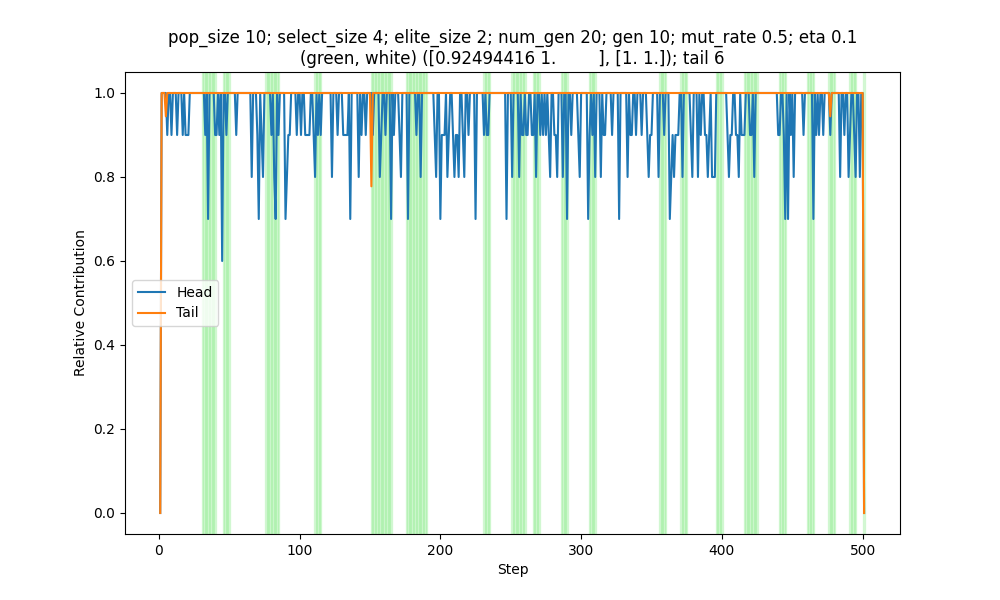 pop_size 10; select_size 4; elite_size 2; num_gen 20; gen 10; mut_rate 0.5; eta 0.1
(green, white) ([0.92494416 1.        ], [1. 1.]); tail 6
1.0
0.8
0.6
0.4
0.2
0.0
Relative Contribution
Head
Tail
0 100 200 300 400 500
Step